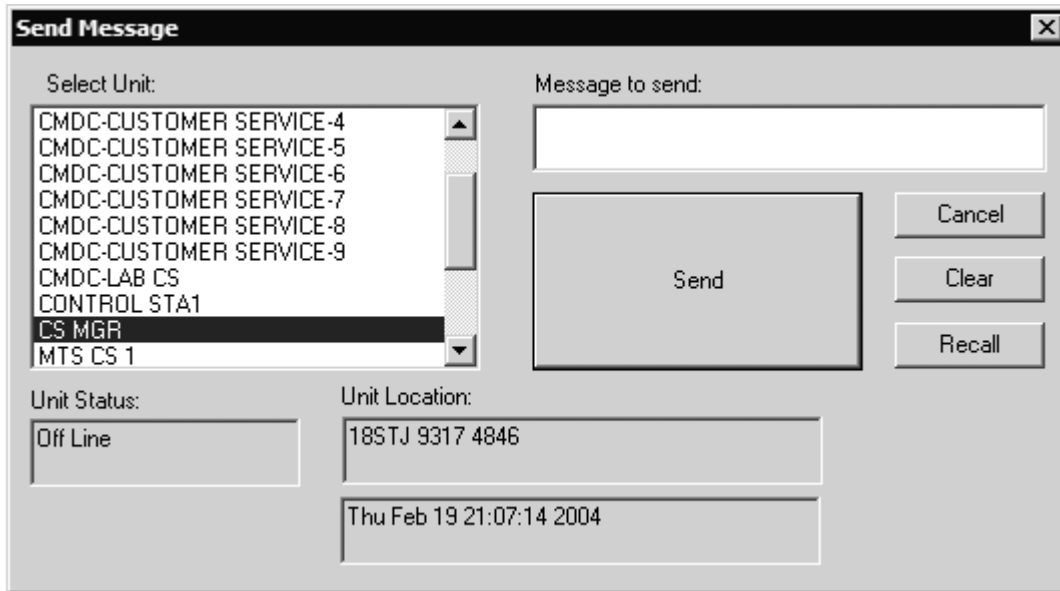 Send Message
Select Unit:
CMDC-CUSTOMER SERVICE-4
CMDC-CUSTOMER SERVICE-5
CMDC-CUSTOMER SERVICE-6
CMDC-CUSTOMER SERVICE-7
CMDC-CUSTOMER SERVICE-8
CMDC-CUSTOMER SERVICE-9
CMDC-LAB CS
CONTROL STA1
CS MGR
MTS CS 1
Message to send:
Send
Cancel
Clear
Recall
Unit Status:
Off Line
Unit Location:
18STJ 9317 4846
Thu Feb 19 21:07:14 2004